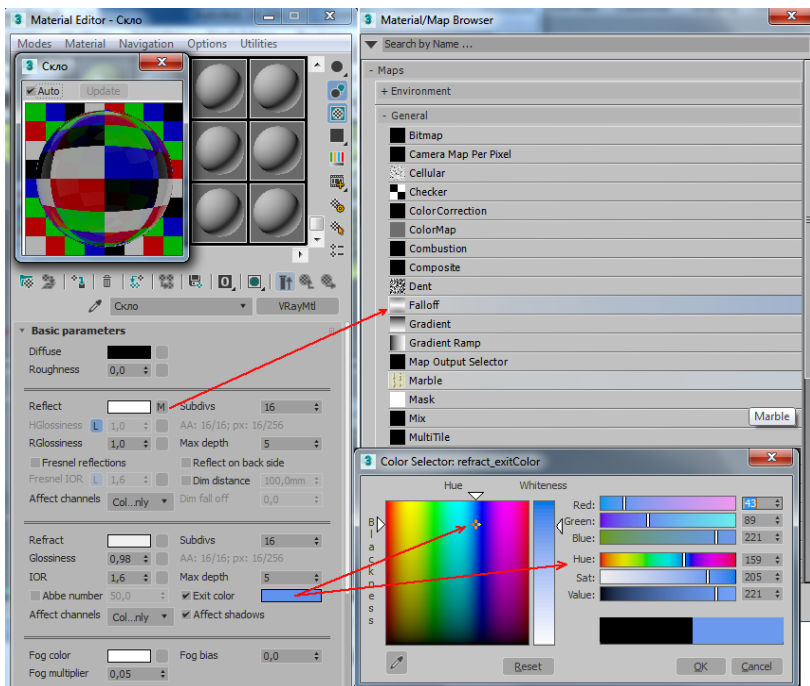 3 Material Editor - Скло
Modes Material Navigation Options Utilities
3 Скло
Auto Update
Скло VRayMtl
Basic parameters
Diffuse
Roughness 0,0
Reflect M Subdivs 16
HGlossiness L 1,0 AA: 16/16; px: 16/256
RGlossiness 1,0 Max depth 5
Fresnel reflections Reflect on back side
Fresnel IOR L 1,6 Dim distance 100,0mm
Affect channels Col...nly Dim fall off 0,0
Refract Subdivs 16
Glossiness 0,98 AA: 16/16; px: 16/256
IOR 1,6 Max depth 5
Abbe number 50,0 Exit color
Affect channels Col...nly Affect shadows
Fog color Fog bias 0,0
Fog multiplier 0,05
3 Material/Map Browser
Search by Name ...
- Maps
+ Environment
- General
Bitmap
Camera Map Per Pixel
Cellular
Checker
ColorCorrection
ColorMap
Combustion
Composite
Dent
Falloff
Gradient
Gradient Ramp
Map Output Selector
Marble
Mask
Mix
Marble
MultiTile
3 Color Selector: refract_exitColor
Hue Whiteness
Blackness
Red: 43
Green: 89
Blue: 221
Hue: 159
Sat: 205
Value: 221
Reset OK Cancel